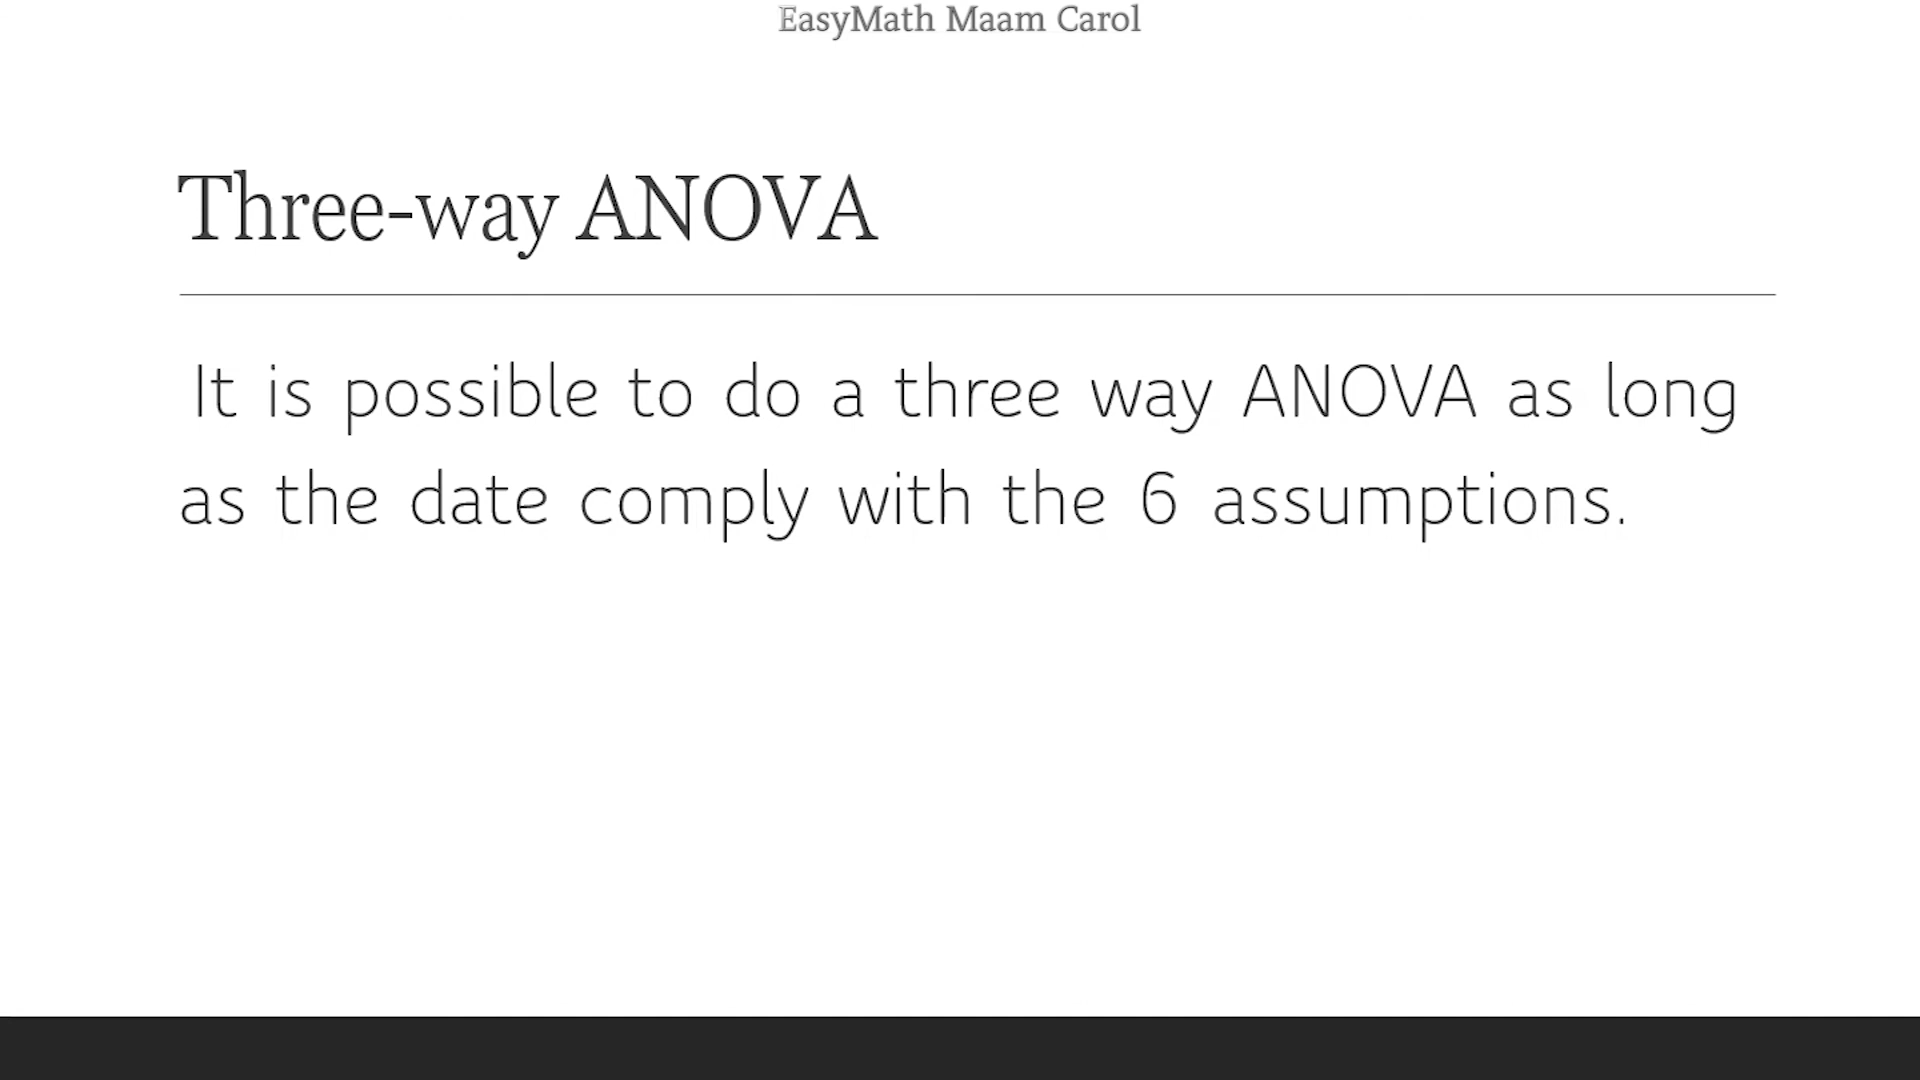 EasyMath Maam Carol
Three-way ANOVA
It is possible to do a three way ANOVA as long
as the date comply with the 6 assumptions.